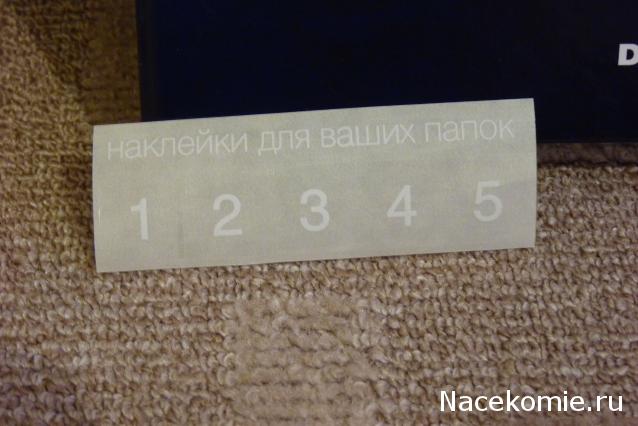 D
наклейки для ваших папок
1 2 3 4 5
Nacekomie.ru